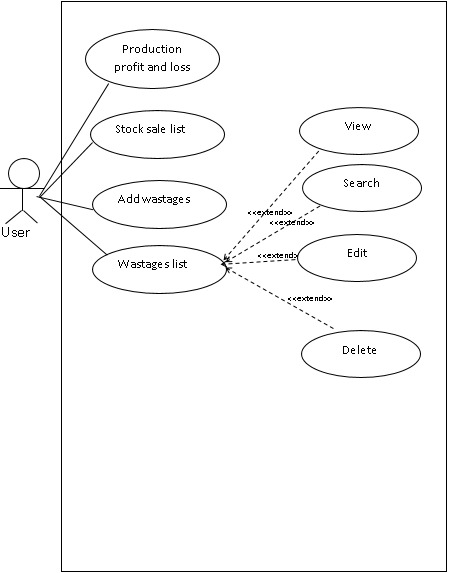 Production
profit and loss
Stock sale list
View
Search
<<extend>>
<<extend>>
Add wastages
User
Edit
<<extend>
Wastages list
<<extend>>
Delete